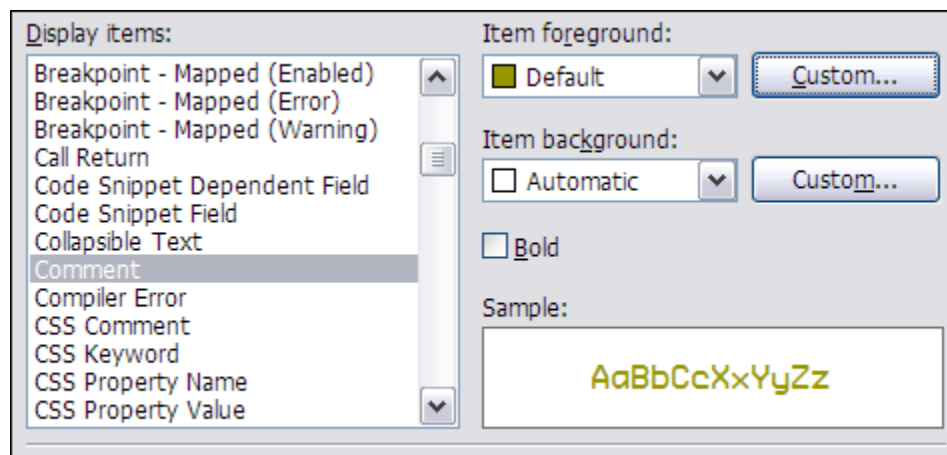 Display items:
Breakpoint - Mapped (Enabled)
Breakpoint - Mapped (Error)
Breakpoint - Mapped (Warning)
Call Return
Code Snippet Dependent Field
Code Snippet Field
Collapsible Text
Comment
Compiler Error
CSS Comment
CSS Keyword
CSS Property Name
CSS Property Value
Item foreground:
Default
Custom...
Item background:
Automatic
Custom...
Bold
Sample:
AaBbCcXxYyZz